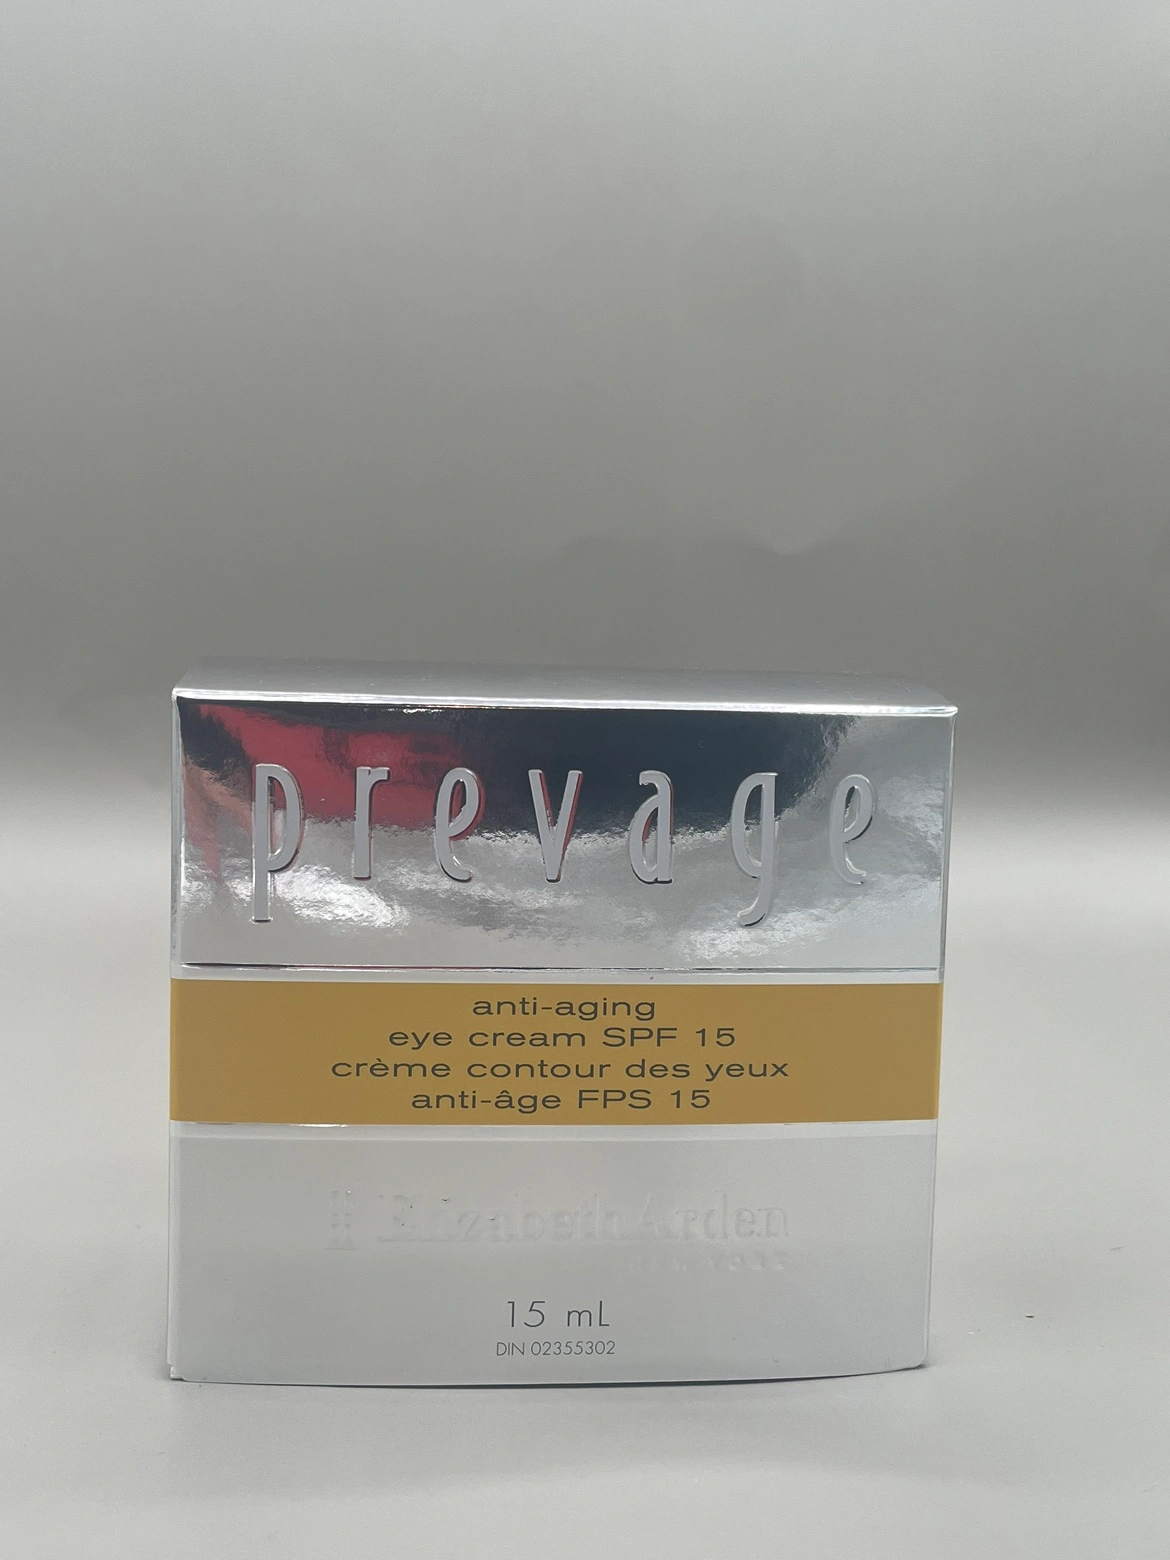 prevage
anti-aging
eye cream SPF 15
crème contour des yeux
anti-âge FPS 15
Elizabeth Arden
NEW YORK
15 mL
DIN 02355302